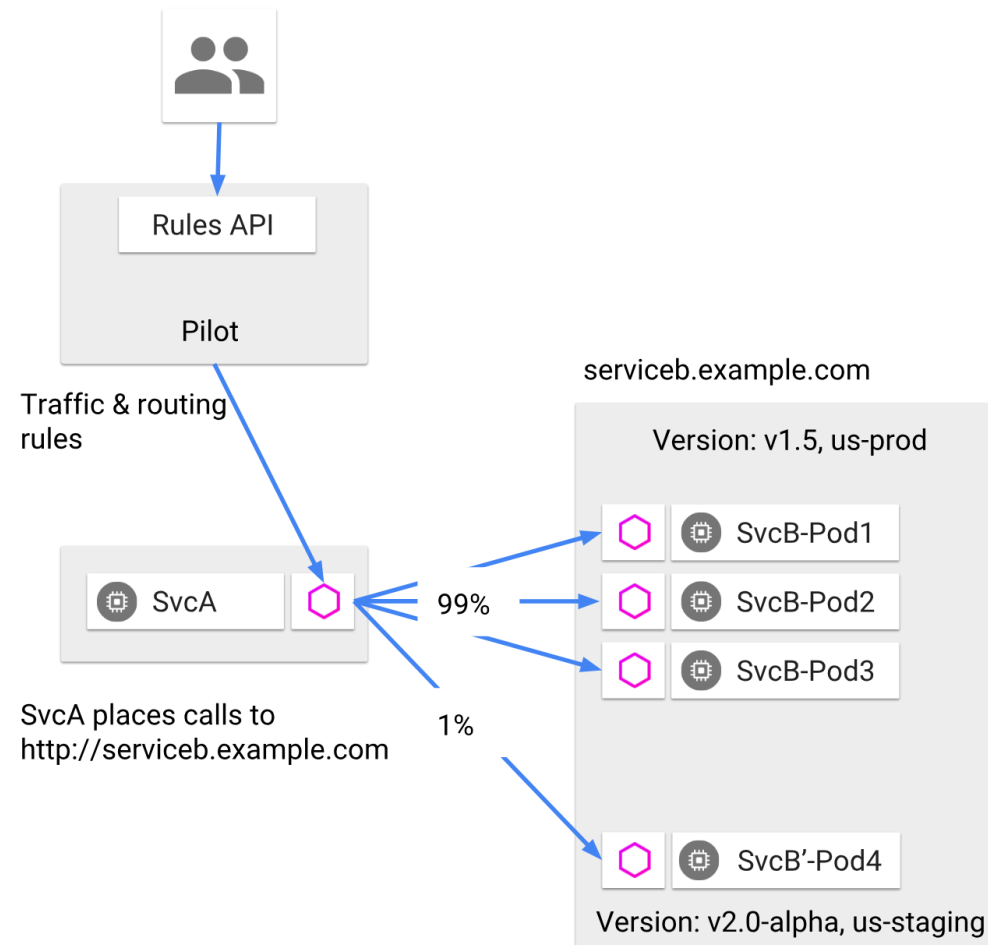 Rules API
Pilot
Traffic & routing
rules
serviceb.example.com
Version: v1.5, us-prod
SvcB-Pod1
SvcA
99%
SvcB-Pod2
SvcB-Pod3
SvcA places calls to
http://serviceb.example.com
1%
SvcB’-Pod4
Version: v2.0-alpha, us-staging